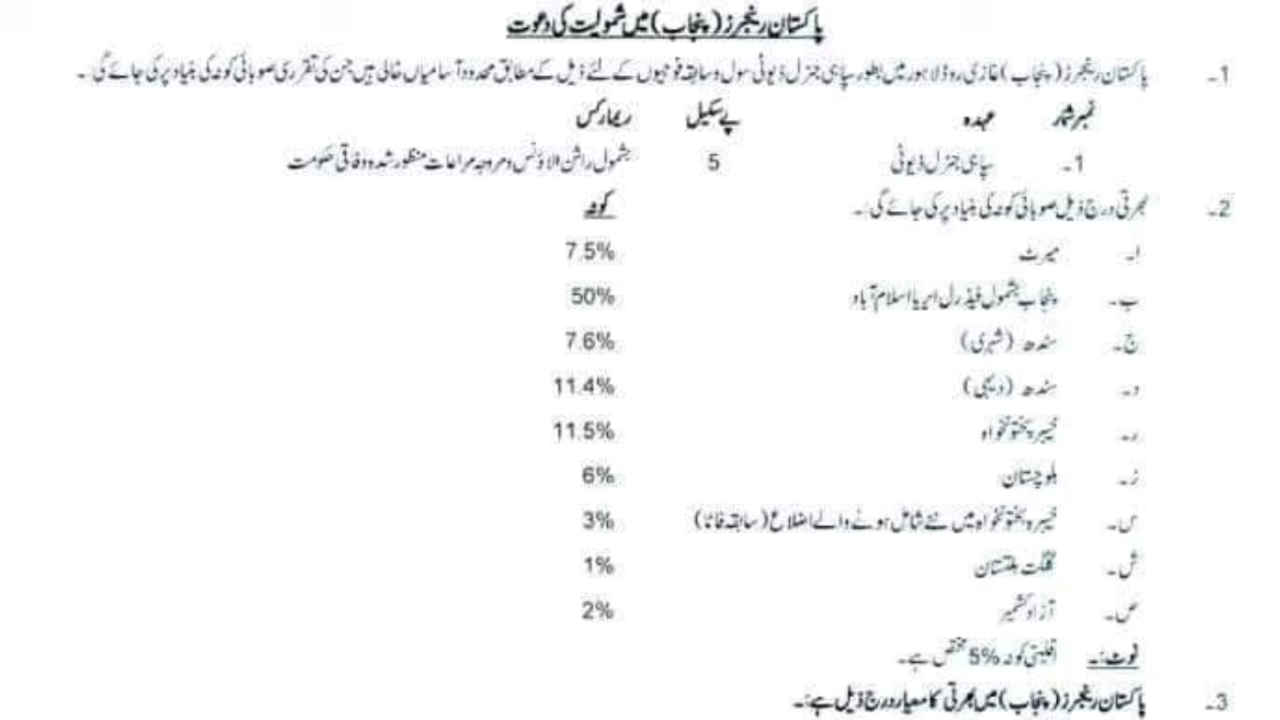 پاکستان رینجرز (پنجاب) میں شمولیت کی دعوت
1۔ پاکستان رینجرز (پنجاب) غازی روڈ لاہور میں بطور سپاہی جنرل ڈیوٹی سول و سابقہ فوجیوں کے لئے ذیل کے مطابق محدود آسامیاں خالی ہیں جن کی تقرری صوبائی کوٹہ کی بنیاد پر کی جائے گی:۔
نمبر شمار عہدہ پے سکیل ریمارکس
1۔ سپاہی جنرل ڈیوٹی 5 بشمول راشن الاؤنس و مروجہ مراعات منظور شدہ وفاقی حکومت
2۔ بھرتی درج ذیل صوبائی کوٹہ کی بنیاد پر کی جائے گی:۔ کوٹہ
ا۔ میرٹ 7.5%
ب۔ پنجاب بشمول فیڈرل ایریا اسلام آباد 50%
ج۔ سندھ (شہری) 7.6%
د۔ سندھ (دیہی) 11.4%
ر۔ خیبر پختونخواہ 11.5%
ز۔ بلوچستان 6%
س۔ خیبر پختونخواہ میں نئے شامل ہونے والے اضلاع (سابقہ فاٹا) 3%
ش۔ گلگت بلتستان 1%
ص۔ آزاد کشمیر 2%
نوٹ:۔ اقلیتی کوٹہ 5% مختص ہے۔
3۔ پاکستان رینجرز (پنجاب) میں بھرتی کا معیار درج ذیل ہے:۔